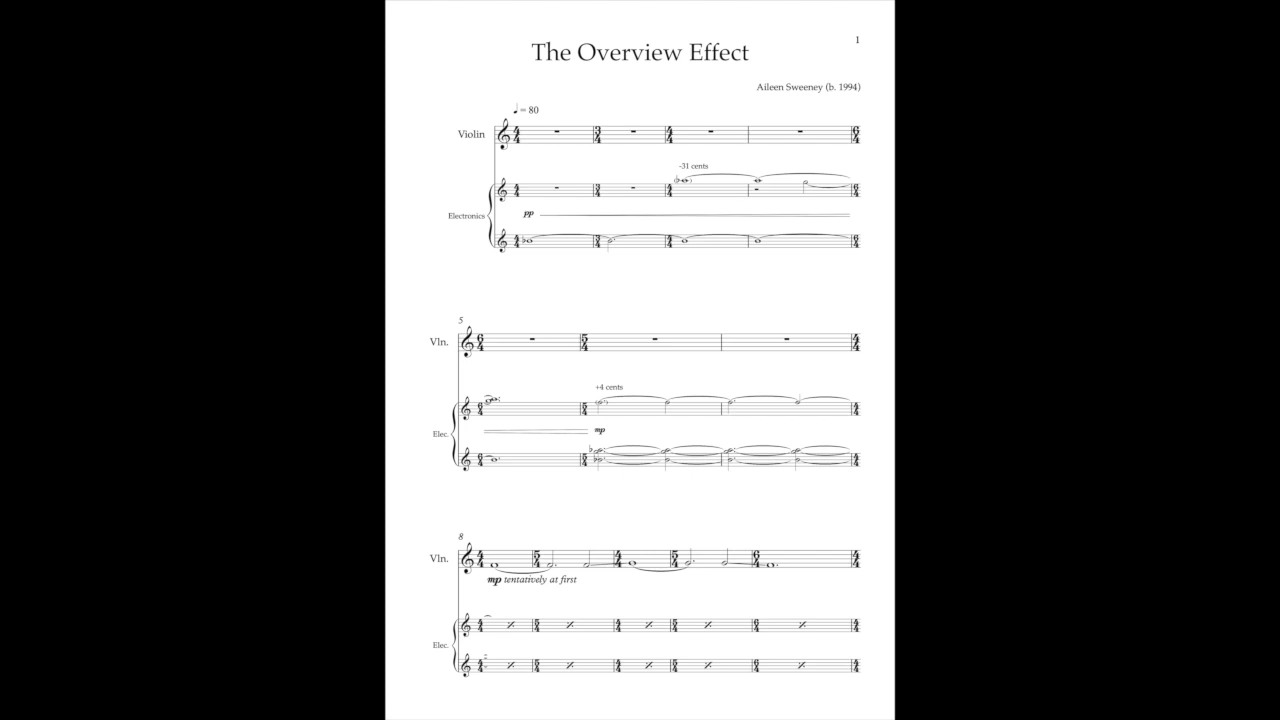 1
The Overview Effect
Aileen Sweeney (b. 1994)
♩ = 80
Violin
-31 cents
Electronics
pp
5
Vln.
+4 cents
Elec.
mp
8
Vln.
mp tentatively at first
Elec.